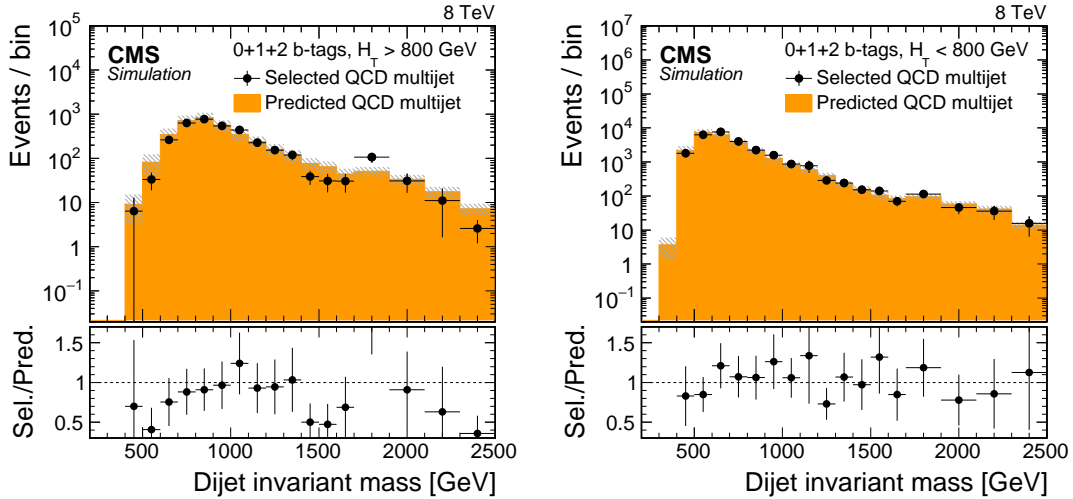 8 TeV
CMS
Simulation
0+1+2 b-tags, H_T > 800 GeV
Selected QCD multijet
Predicted QCD multijet
Events / bin
10^5
10^4
10^3
10^2
10
1
10^-1
Sel./Pred.
1.5
1
0.5
500 1000 1500 2000 2500
Dijet invariant mass [GeV]
8 TeV
CMS
Simulation
0+1+2 b-tags, H_T < 800 GeV
Selected QCD multijet
Predicted QCD multijet
Events / bin
10^7
10^6
10^5
10^4
10^3
10^2
10
1
10^-1
Sel./Pred.
1.5
1
0.5
500 1000 1500 2000 2500
Dijet invariant mass [GeV]